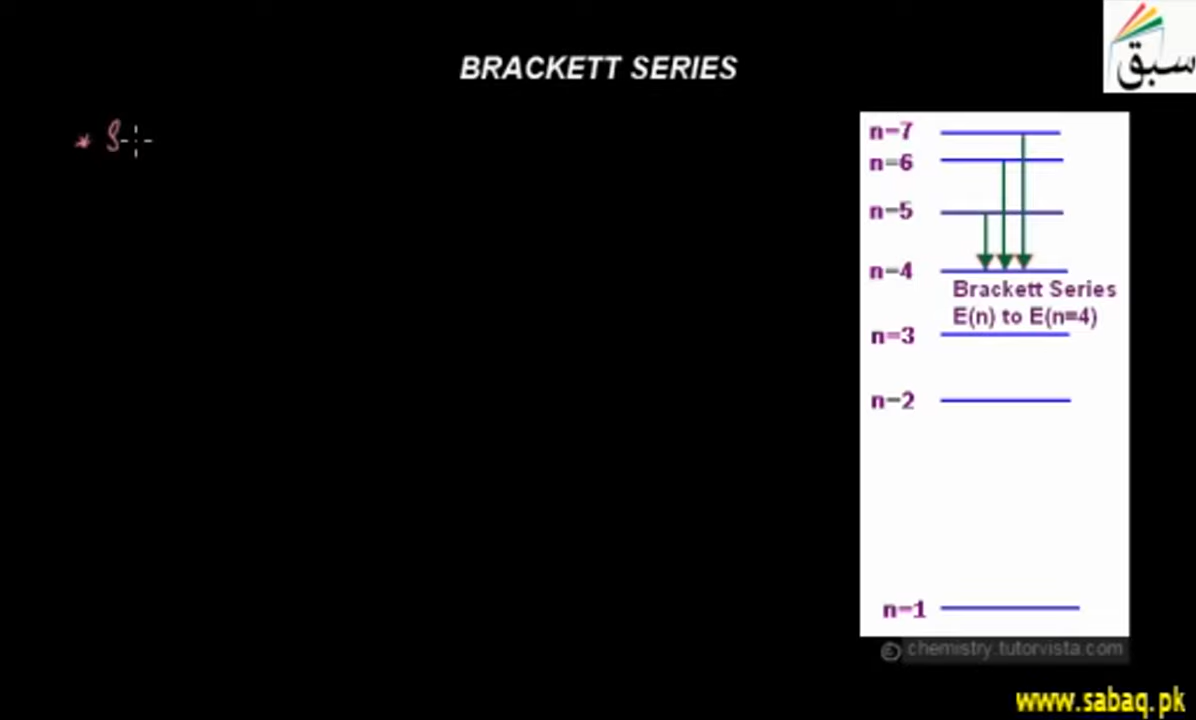 سبق
BRACKETT SERIES
n=7
n=6
n=5
n=4
Brackett Series
E(n) to E(n=4)
n=3
n=2
n=1
© chemistry.tutorvista.com
www.sabaq.pk